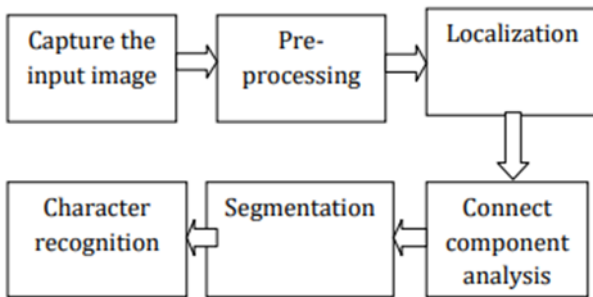 Capture the
input image
Pre-
processing
Localization
Connect
component
analysis
Segmentation
Character
recognition